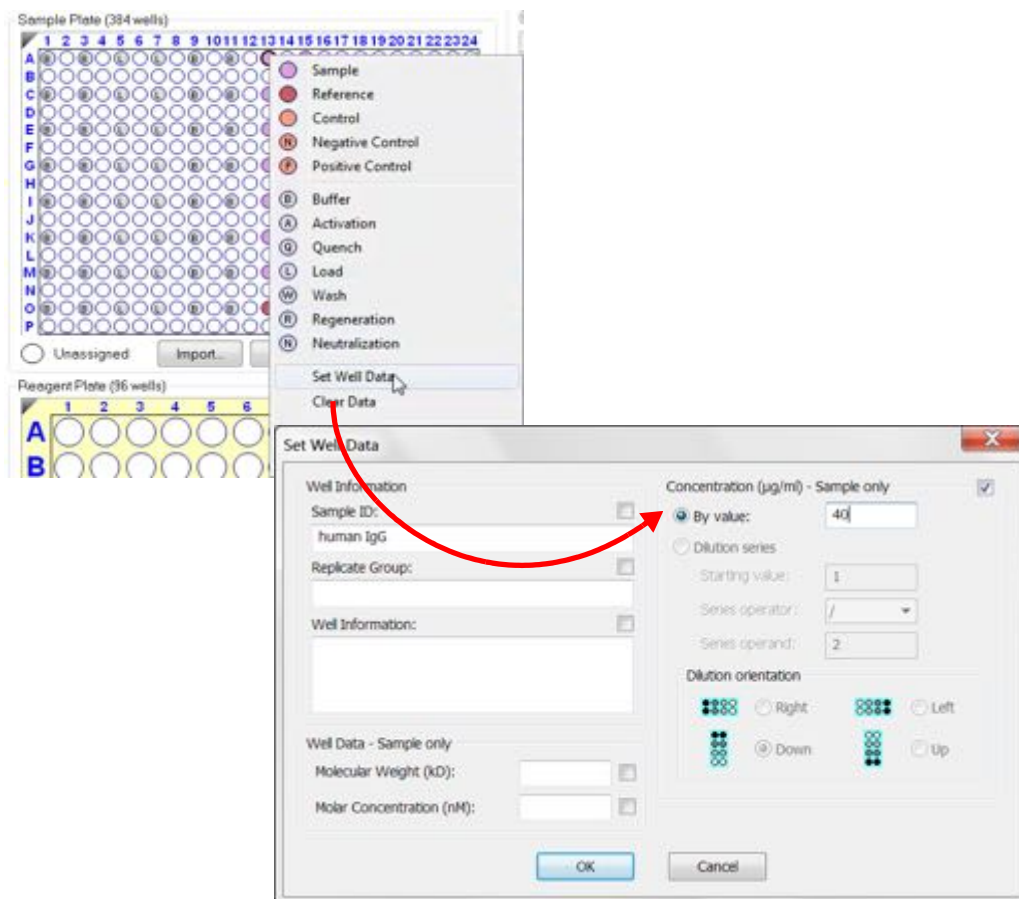 Sample Plate (384 wells)
1 2 3 4 5 6 7 8 9 10 11 12 13 14 15 16 17 18 19 20 21 22 23 24
A
B
C
D
E
F
G
H
I
J
K
L
M
N
O
P
Sample
Reference
Control
N Negative Control
P Positive Control
B Buffer
A Activation
Q Quench
L Load
W Wash
R Regeneration
N Neutralization
Set Well Data
Clear Data
Unassigned
Import...
Reagent Plate (96 wells)
1 2 3 4 5 6
A
B
Set Well Data
Well Information
Sample ID:
human IgG
Replicate Group:
Well Information:
Well Data - Sample only
Molecular Weight (kD):
Molar Concentration (nM):
Concentration (µg/ml) - Sample only
By value: 40
Dilution series
Starting value: 1
Series operator: /
Series operand: 2
Dilution orientation
Right Left
Down Up
OK Cancel